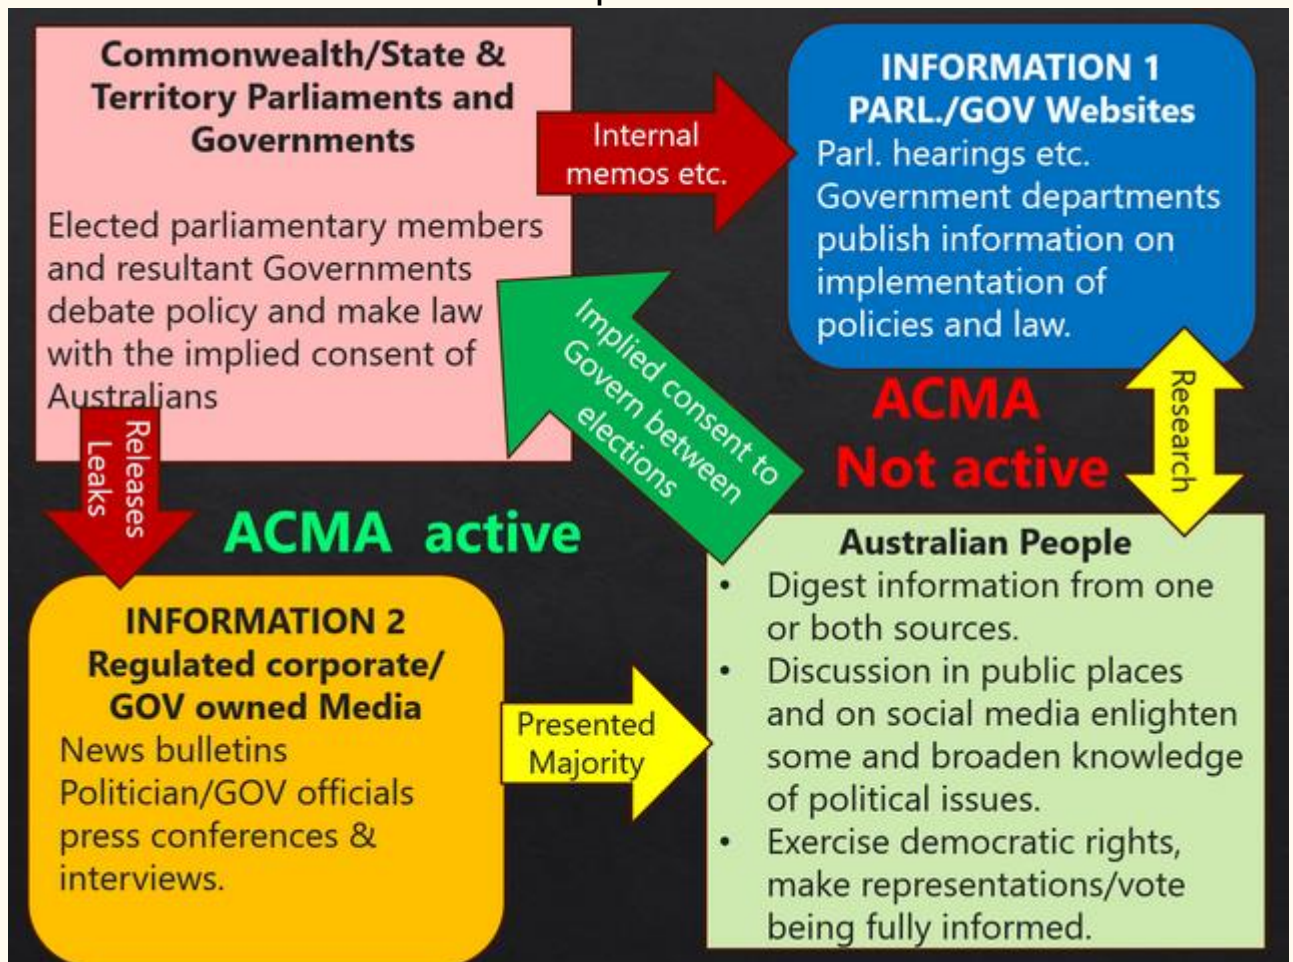 Commonwealth/State &
Territory Parliaments and
Governments
Elected parliamentary members
and resultant Governments
debate policy and make law
with the implied consent of
Australians
Internal
memos etc.
INFORMATION 1
PARL./GOV Websites
Parl. hearings etc.
Government departments
publish information on
implementation of
policies and law.
Implied consent to
Govern between
elections
ACMA
Not active
Research
Releases
Leaks
ACMA active
INFORMATION 2
Regulated corporate/
GOV owned Media
News bulletins
Politician/GOV officials
press conferences &
interviews.
Presented
Majority
Australian People
• Digest information from one
or both sources.
• Discussion in public places
and on social media enlighten
some and broaden knowledge
of political issues.
• Exercise democratic rights,
make representations/vote
being fully informed.